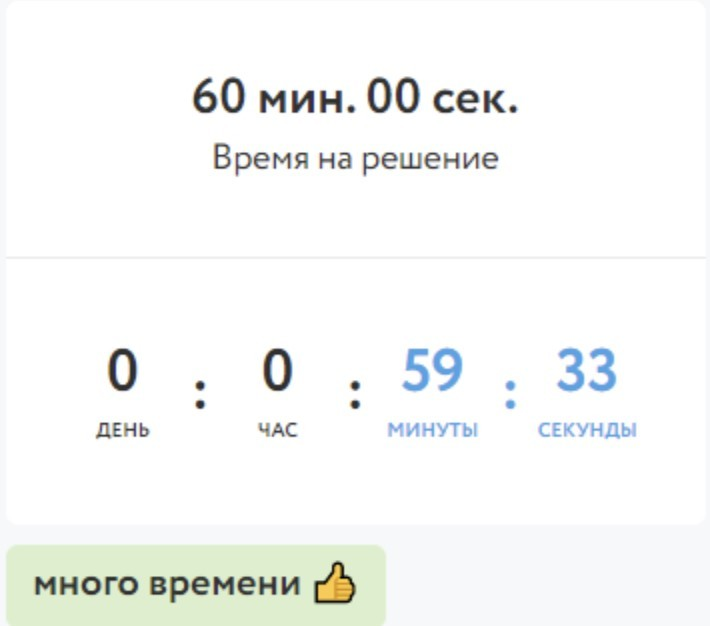 60 мин. 00 сек.
Время на решение
0 : 0 : 59 : 33
ДЕНЬ ЧАС МИНУТЫ СЕКУНДЫ
много времени 👍